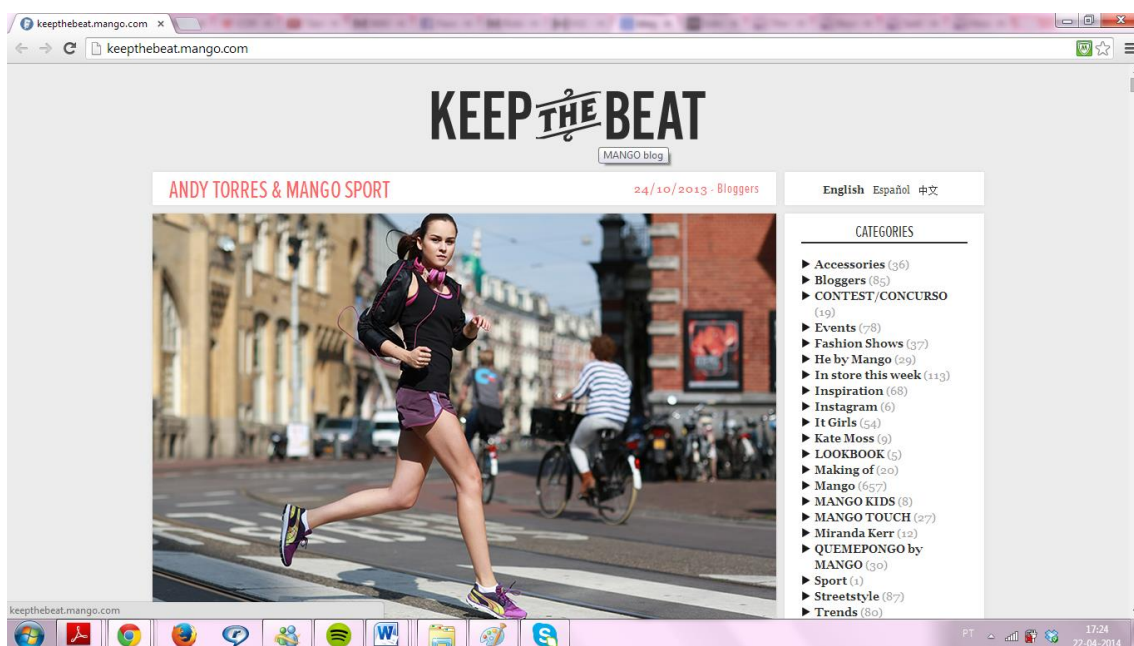 keepthebeat.mango.com
keepthebeat.mango.com
KEEP THE BEAT
MANGO blog
ANDY TORRES & MANGO SPORT
24/10/2013 - Bloggers
English Español 中文
CATEGORIES
Accessories (36)
Bloggers (85)
CONTEST/CONCURSO
(19)
Events (78)
Fashion Shows (37)
He by Mango (29)
In store this week (113)
Inspiration (68)
Instagram (6)
It Girls (54)
Kate Moss (9)
LOOKBOOK (5)
Making of (20)
Mango (657)
MANGO KIDS (8)
MANGO TOUCH (27)
Miranda Kerr (12)
QUEMEPONGO by
MANGO (30)
Sport (1)
Streetstyle (87)
Trends (80)
keepthebeat.mango.com
PT
17:24
22-04-2014